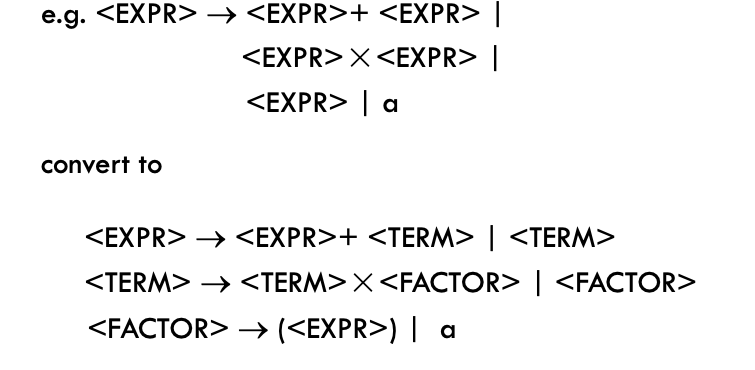 e.g. <EXPR> → <EXPR>+ <EXPR> |
<EXPR> × <EXPR> |
<EXPR> | a
convert to
<EXPR> → <EXPR>+ <TERM> | <TERM>
<TERM> → <TERM> × <FACTOR> | <FACTOR>
<FACTOR> → (<EXPR>) | a